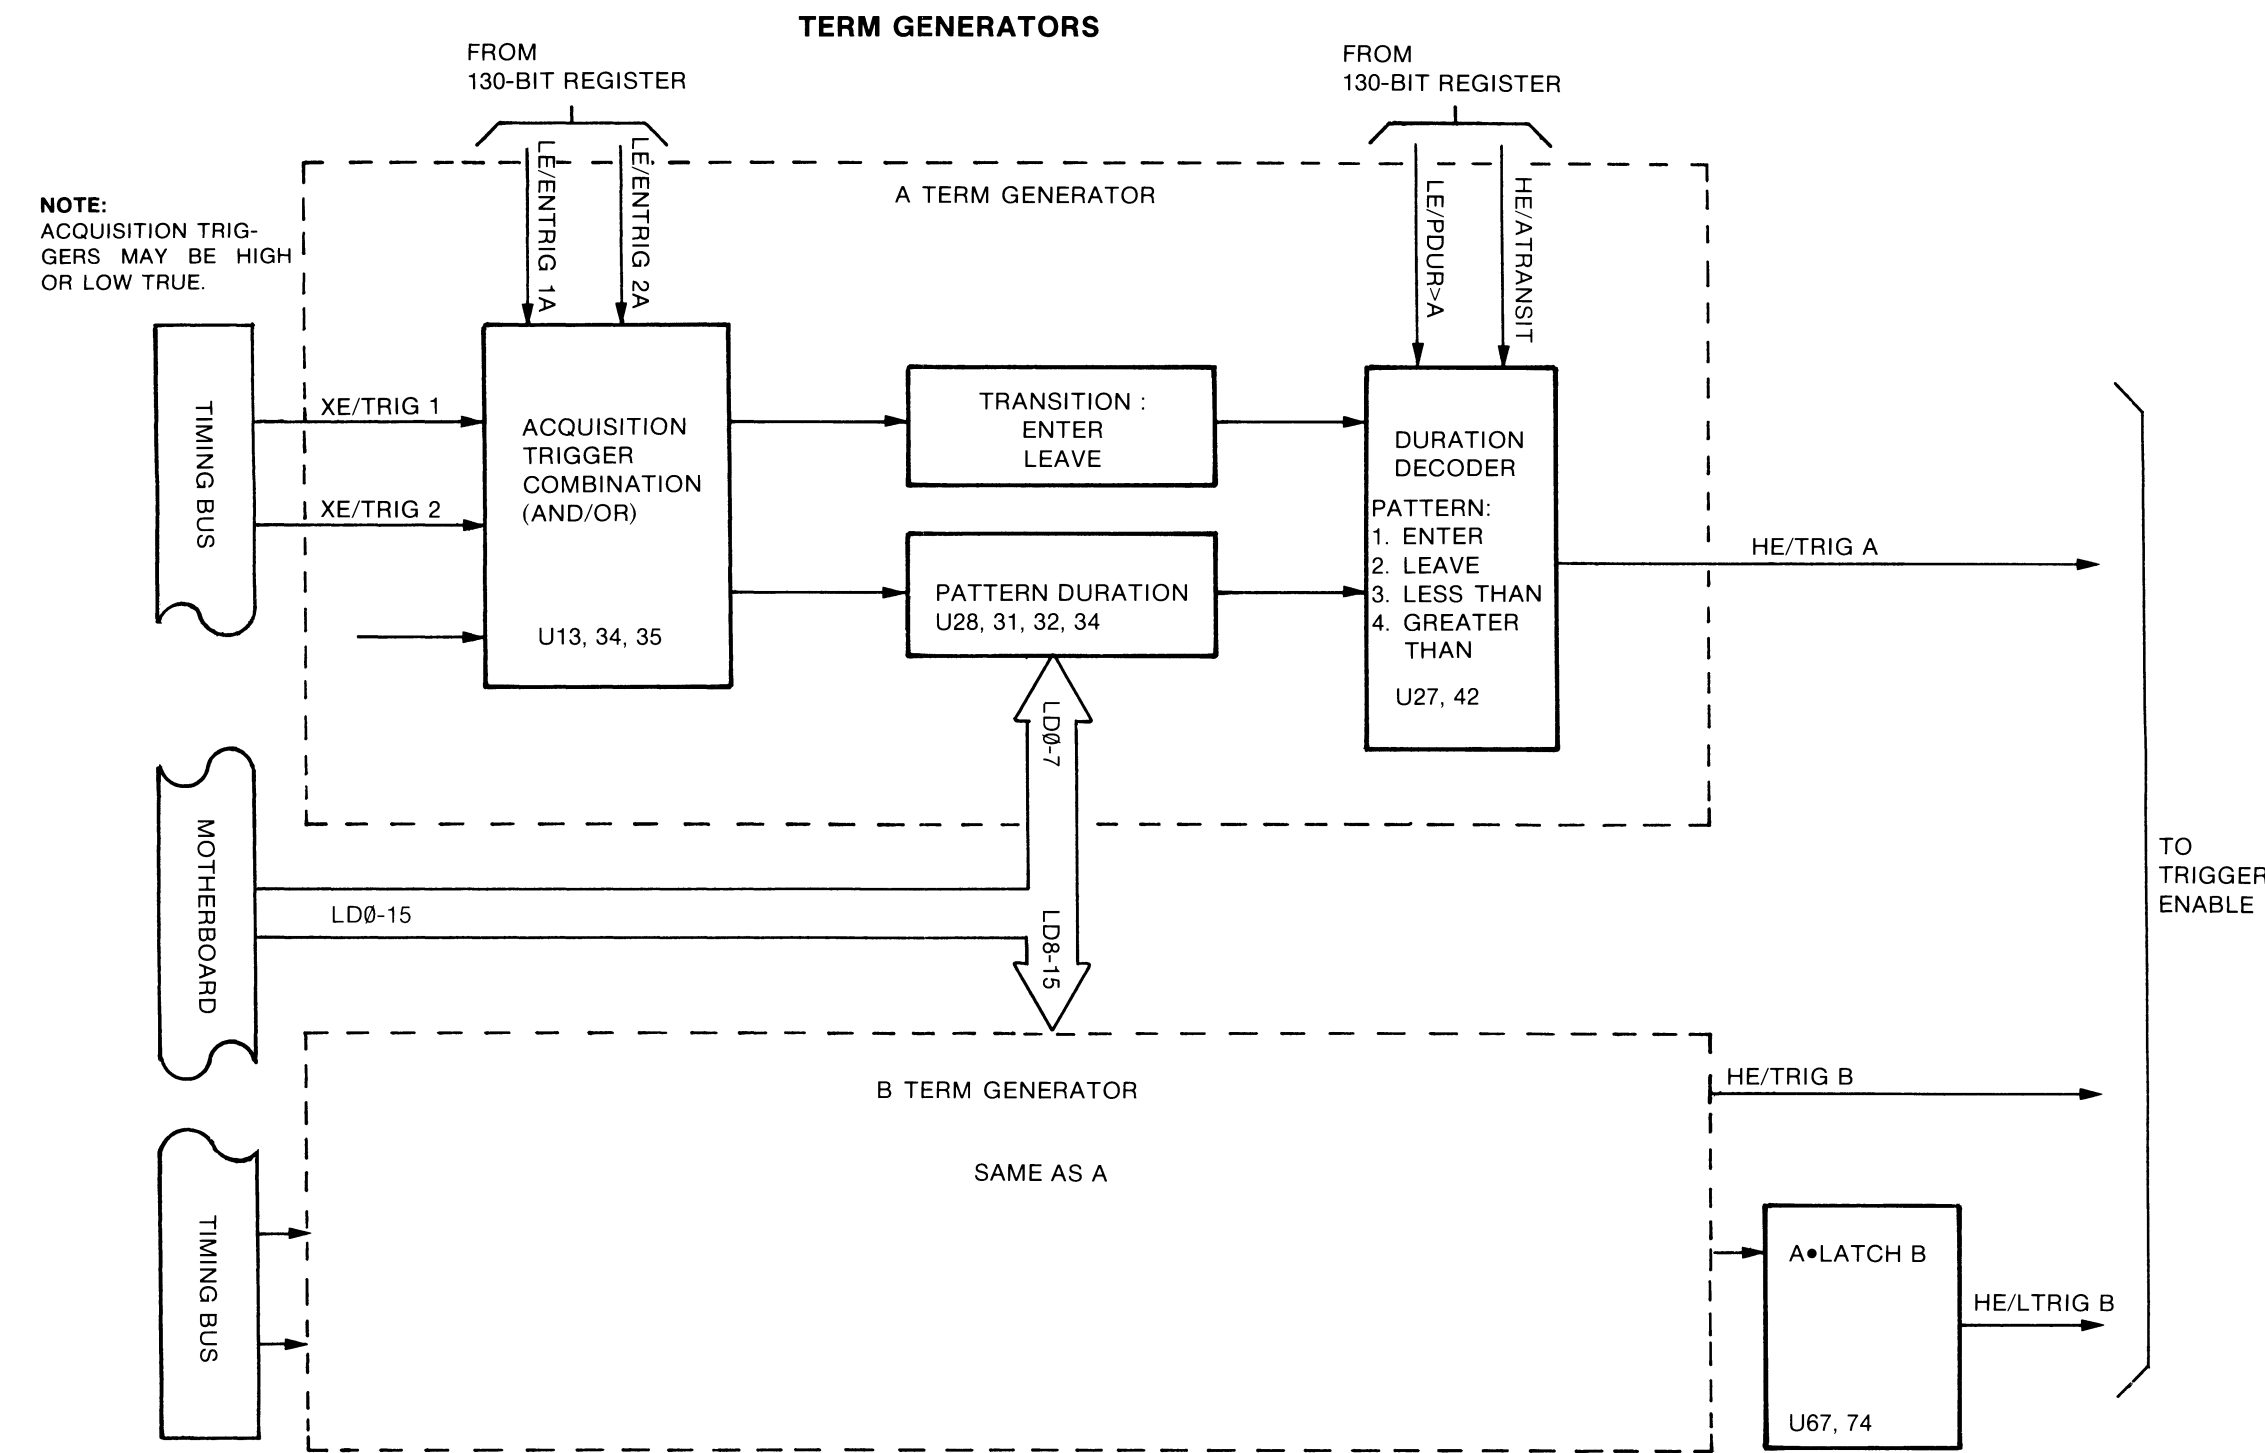 TERM GENERATORS
FROM
130-BIT REGISTER
FROM
130-BIT REGISTER
LE/ENTRIG 1A
LE/ENTRIG 2A
A TERM GENERATOR
LE/PDUR>A
HE/ATRANSIT
NOTE:
ACQUISITION TRIG-
GERS MAY BE HIGH
OR LOW TRUE.
TIMING BUS
XE/TRIG 1
XE/TRIG 2
ACQUISITION
TRIGGER
COMBINATION
(AND/OR)
U13, 34, 35
TRANSITION :
ENTER
LEAVE
PATTERN DURATION
U28, 31, 32, 34
DURATION
DECODER
PATTERN:
1. ENTER
2. LEAVE
3. LESS THAN
4. GREATER
THAN
U27, 42
HE/TRIG A
LDØ-7
MOTHERBOARD
LDØ-15
LD8-15
TO
TRIGGER
ENABLE
B TERM GENERATOR
SAME AS A
HE/TRIG B
TIMING BUS
A●LATCH B
U67, 74
HE/LTRIG B